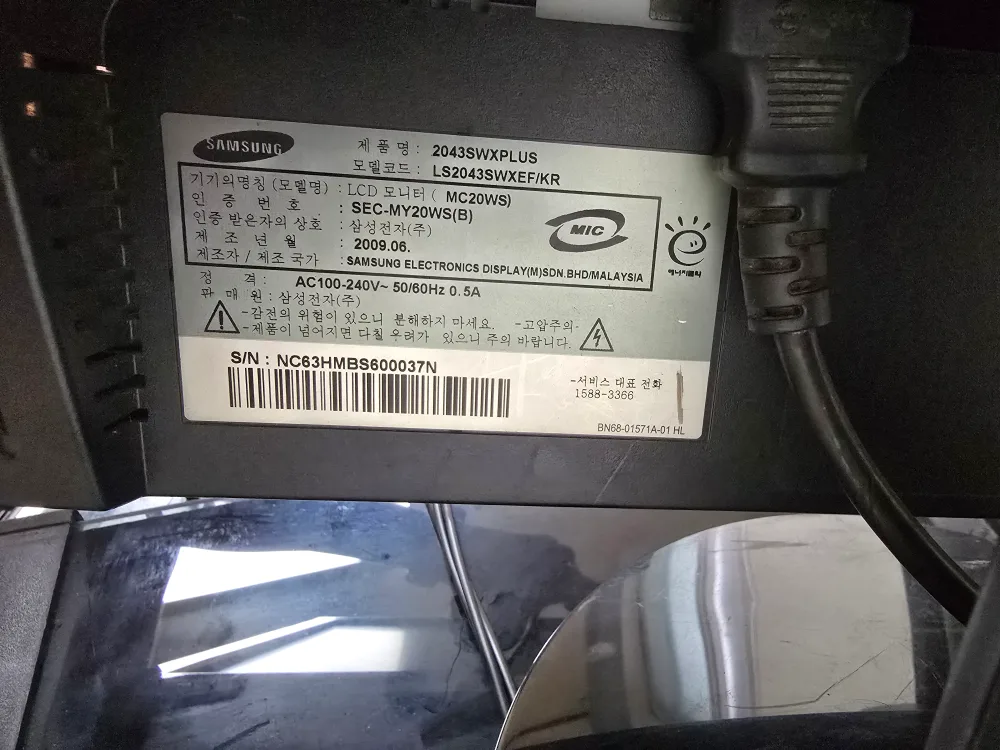 SAMSUNG
제 품 명 : 2043SWXPLUS
모델코드 : LS2043SWXEF/KR
기기의명칭 (모델명) : LCD 모니터 ( MC20WS)
인 증 번 호 : SEC-MY20WS(B)
인증 받은자의 상호 : 삼성전자(주)
제 조 년 월 : 2009.06.
제조자 / 제조 국가 : SAMSUNG ELECTRONICS DISPLAY(M)SDN.BHD/MALAYSIA
MIC
에너지절약
정 격 : AC100-240V~ 50/60Hz 0.5A
판 매 원 : 삼성전자(주)
-감전의 위험이 있으니 분해하지 마세요. -고압주의-
-제품이 넘어지면 다칠 우려가 있으니 주의 바랍니다.
S/N : NC63HMBS600037N
-서비스 대표 전화
1588-3366
BN68-01571A-01 HL